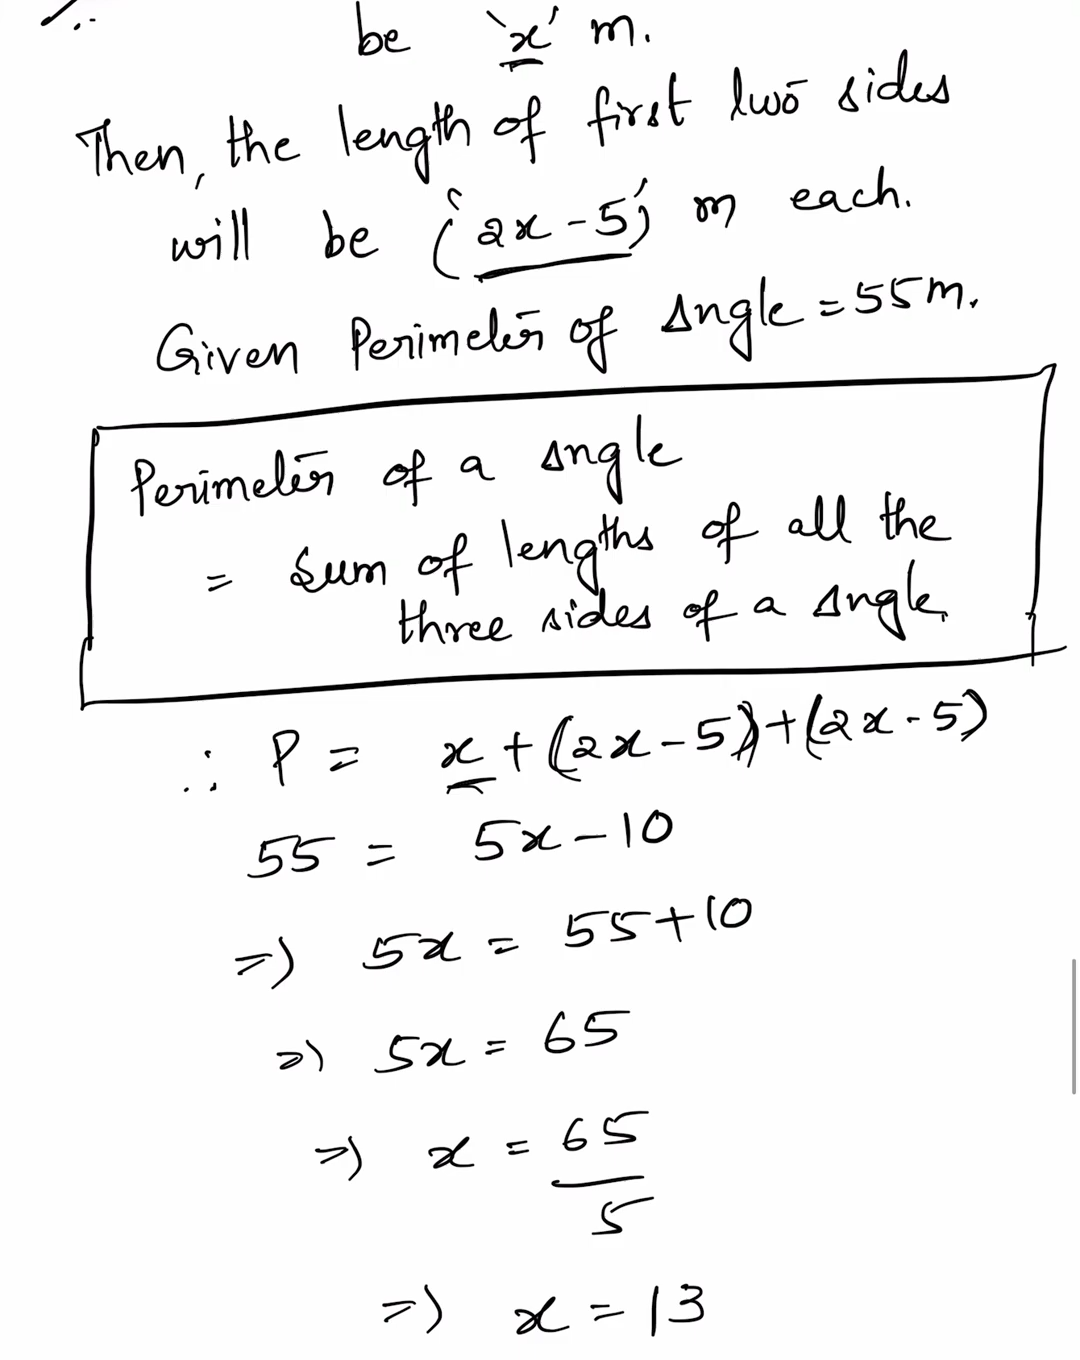 be 'x' m.
Then, the length of first two sides
will be '(2x-5)' m each.
Given Perimeter of Δngle = 55m.
Perimeter of a Δngle
= Sum of lengths of all the
three sides of a Δngle.
∴ P = x + (2x-5) + (2x-5)
55 = 5x-10
=> 5x = 55+10
=> 5x = 65
=> x = 65/5
=> x = 13